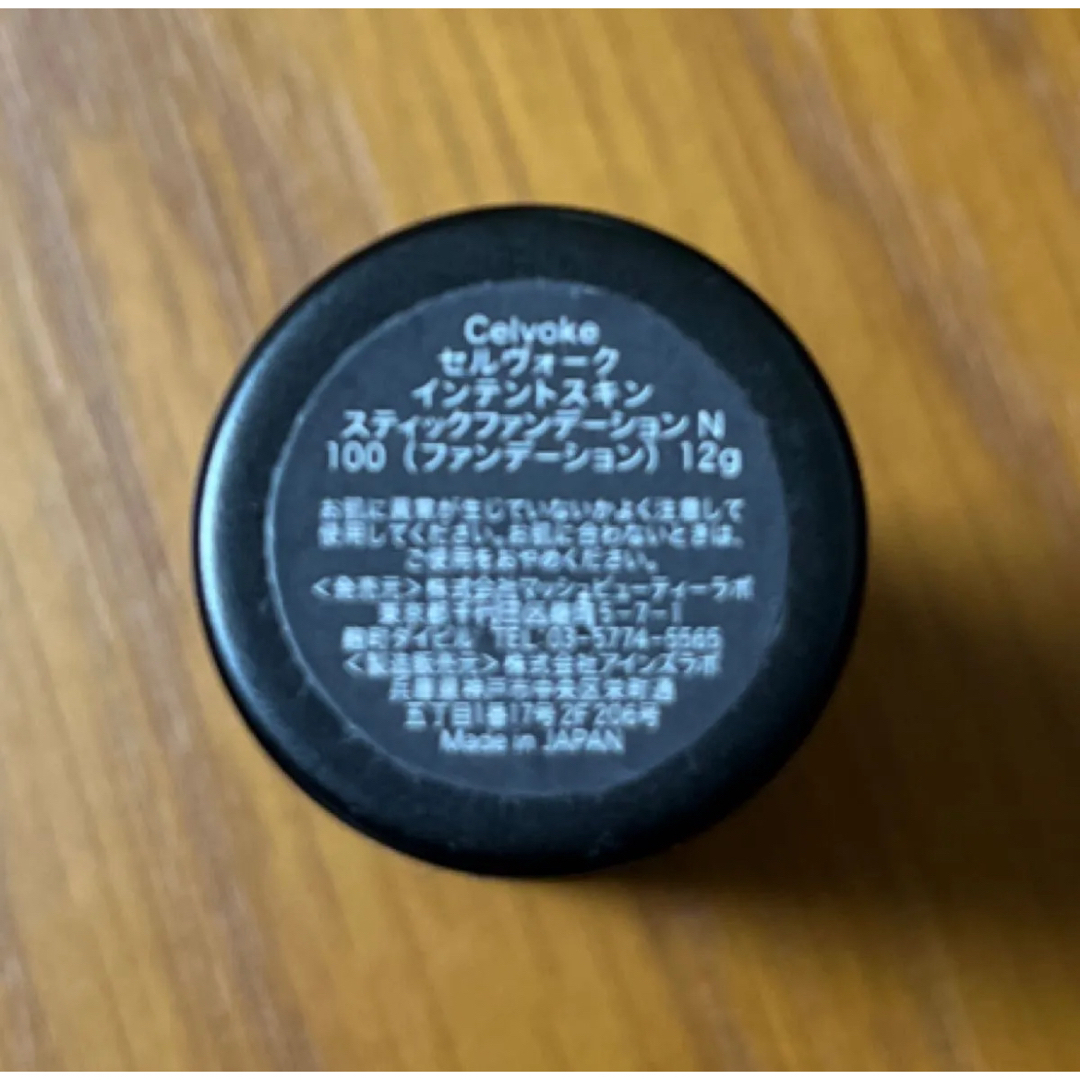 Celvoke
セルヴォーク
インテントスキン
スティックファンデーション N
100（ファンデーション）12g
お肌に異常が生じていないかよく注意して
使用してください。お肌に合わないときは、
ご使用をおやめください。
＜発売元＞株式会社マッシュビューティーラボ
東京都千代田区麹町5-7-1
麹町ダイビル TEL 03-5774-5565
＜製造販売元＞株式会社アインズラボ
兵庫県神戸市中央区栄町通
五丁目1番17号 2F 206号
Made in JAPAN